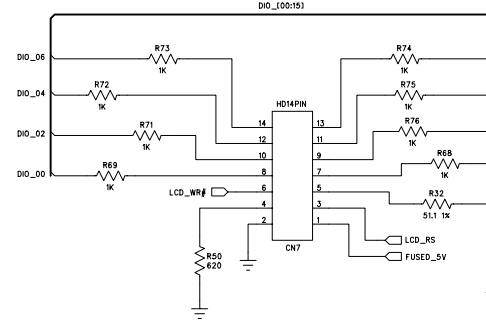 DIO_[00:15]
DIO_06
R73
1K
R74
1K
DIO_04
R72
1K
R75
1K
HD14PIN
DIO_02
R71
1K
R76
1K
14
13
12
11
10
9
8
7
6
5
4
3
2
1
DIO_00
R69
1K
R68
1K
LCD_WR#
R32
51.1 1%
LCD_RS
CN7
FUSED_5V
R50
620